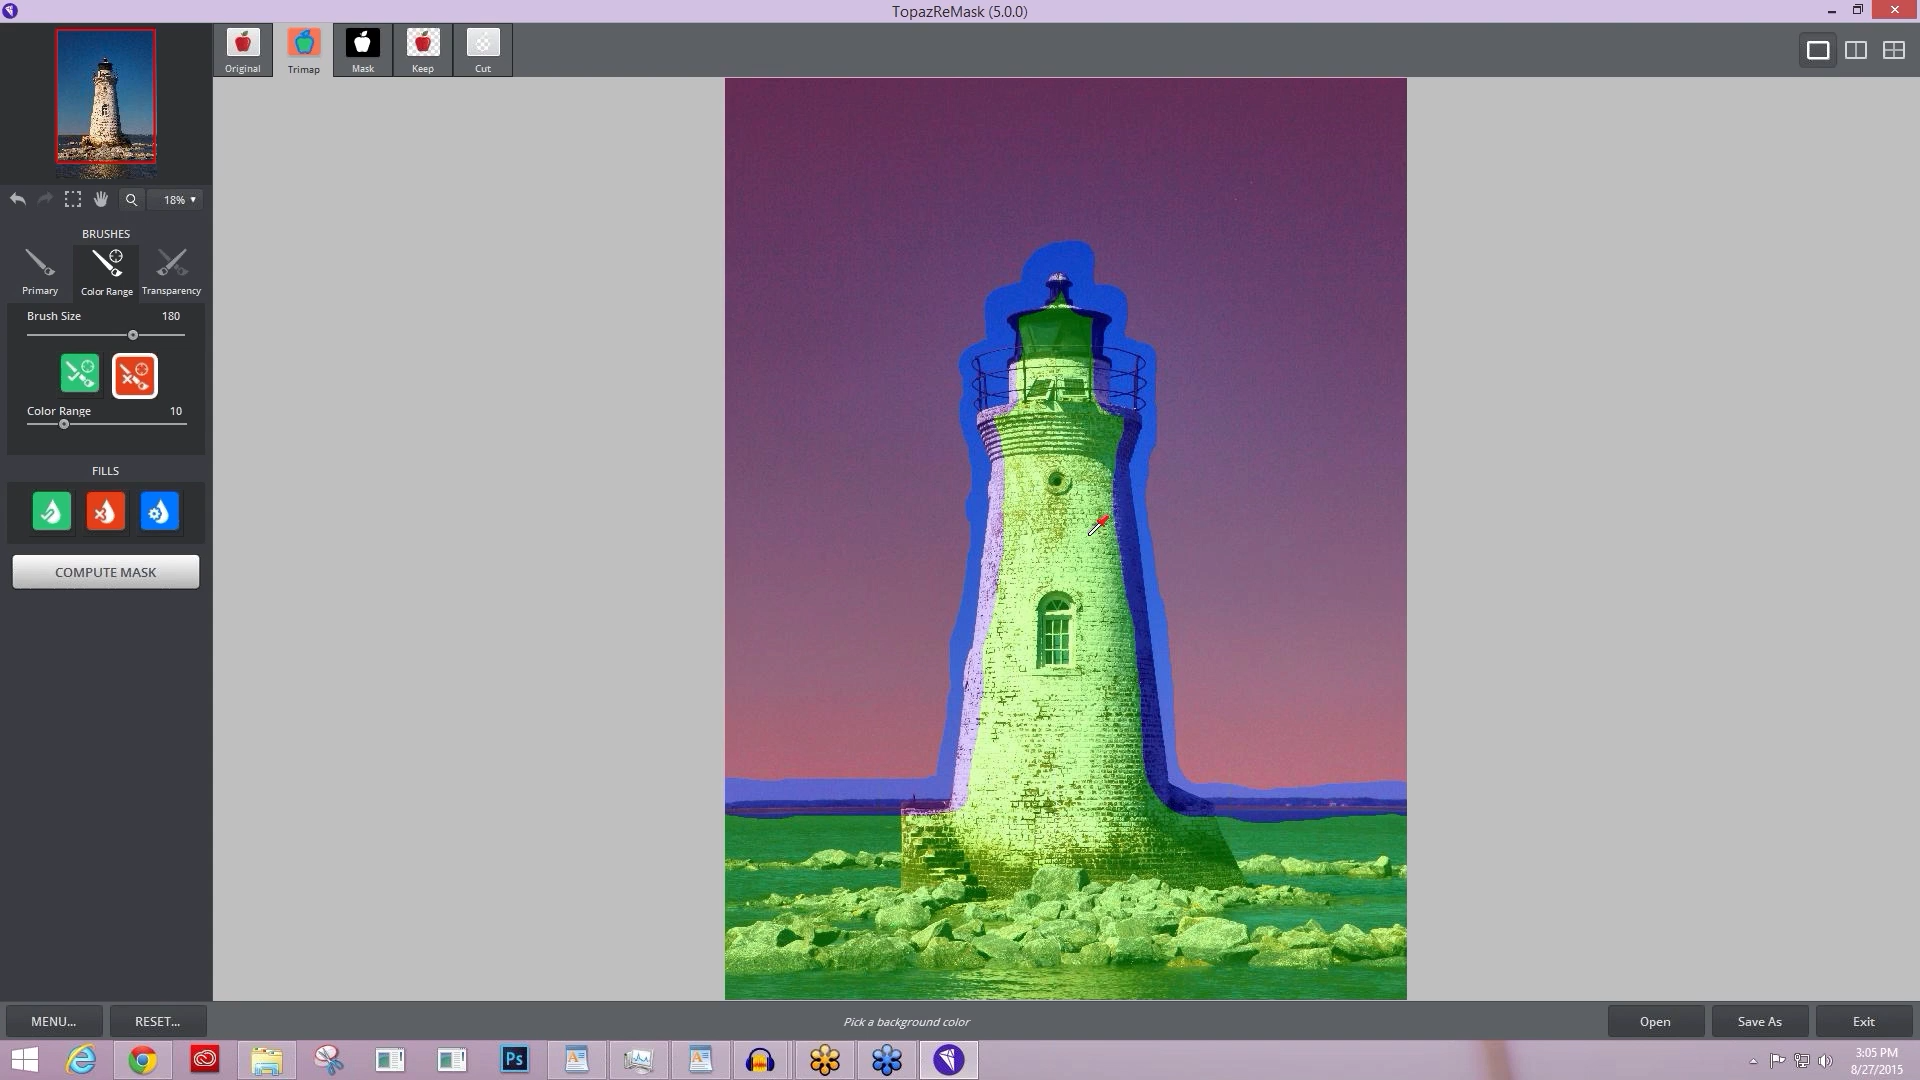 TopazReMask (5.0.0)
Original
Trimap
Mask
Keep
Cut
18%
BRUSHES
Primary
Color Range
Transparency
Brush Size 180
Color Range 10
FILLS
COMPUTE MASK
MENU...
RESET...
Pick a background color
Open
Save As
Exit
Ps
3:05 PM
8/27/2015